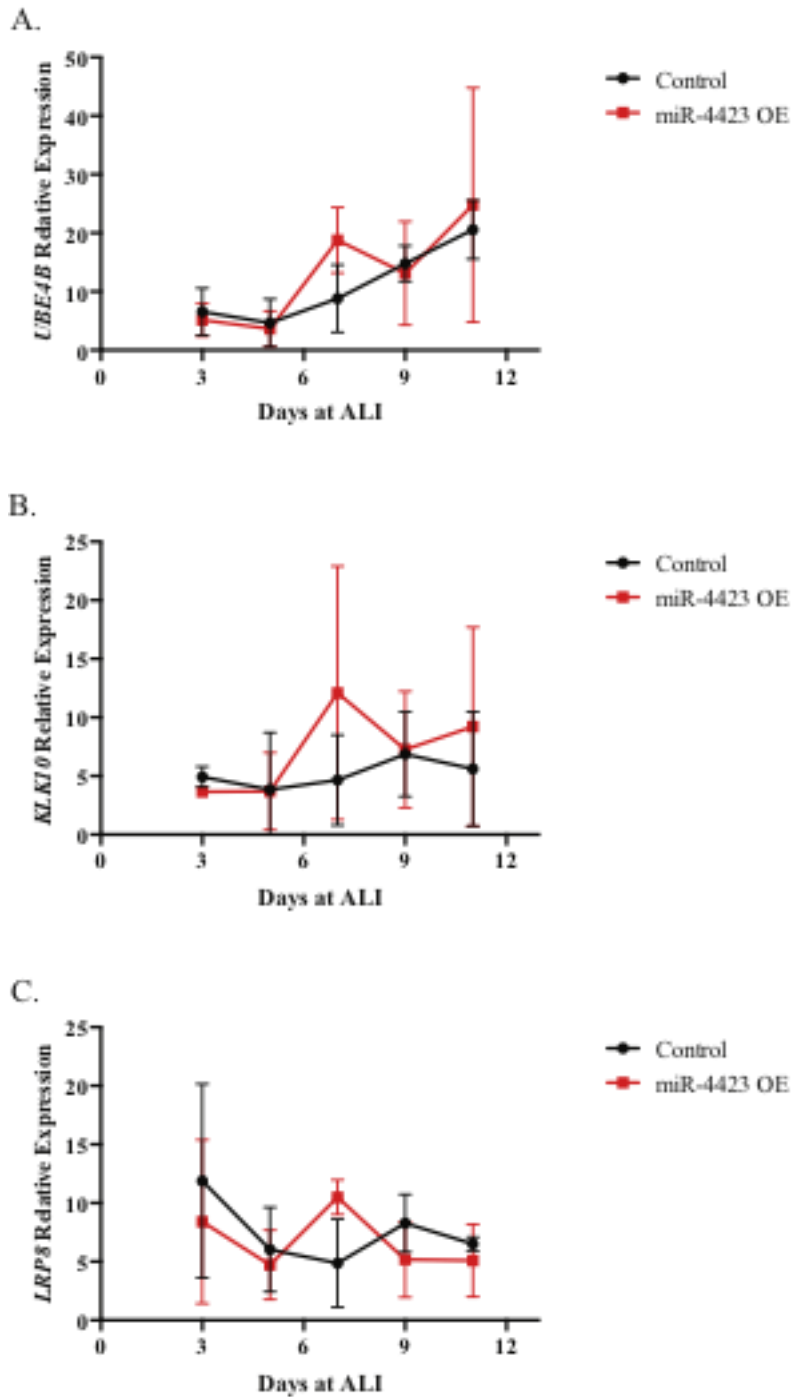 A.
50
40
30
20
10
0
UBE4B Relative Expression
0 3 6 9 12
Days at ALI
Control
miR-4423 OE
B.
25
20
15
10
5
0
KLK10 Relative Expression
0 3 6 9 12
Days at ALI
Control
miR-4423 OE
C.
25
20
15
10
5
0
LRP8 Relative Expression
0 3 6 9 12
Days at ALI
Control
miR-4423 OE